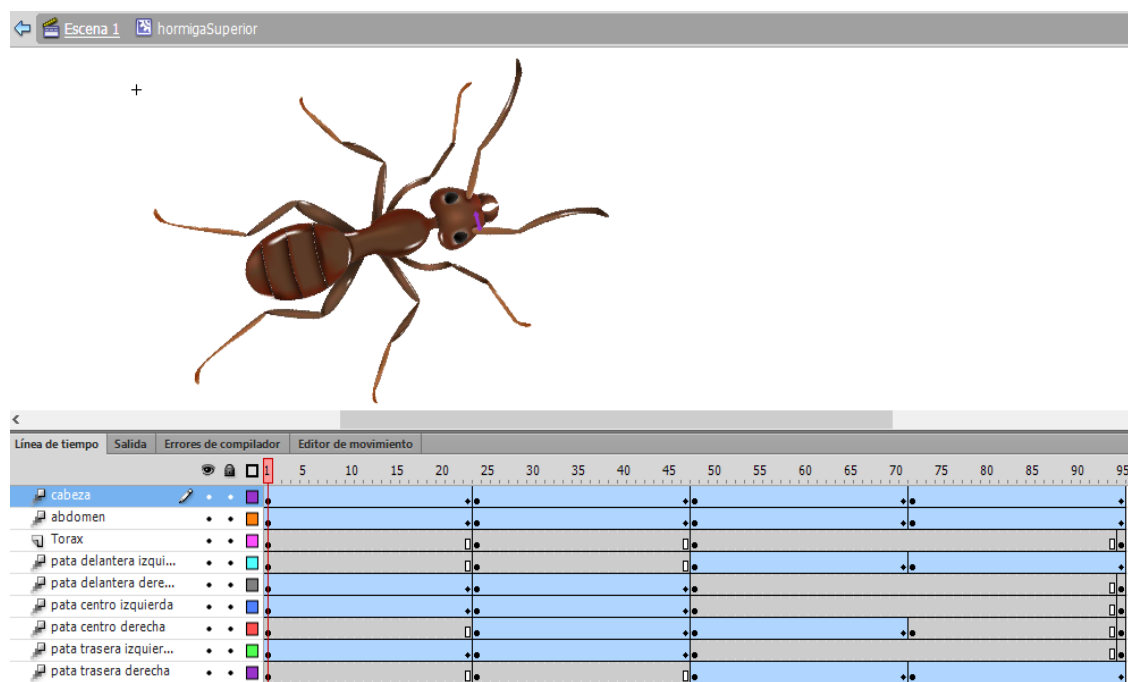 Escena 1 hormigaSuperior
Línea de tiempo Salida Errores de compilador Editor de movimiento
1 5 10 15 20 25 30 35 40 45 50 55 60 65 70 75 80 85 90 95
cabeza
abdomen
Torax
pata delantera izqui...
pata delantera dere...
pata centro izquierda
pata centro derecha
pata trasera izquier...
pata trasera derecha